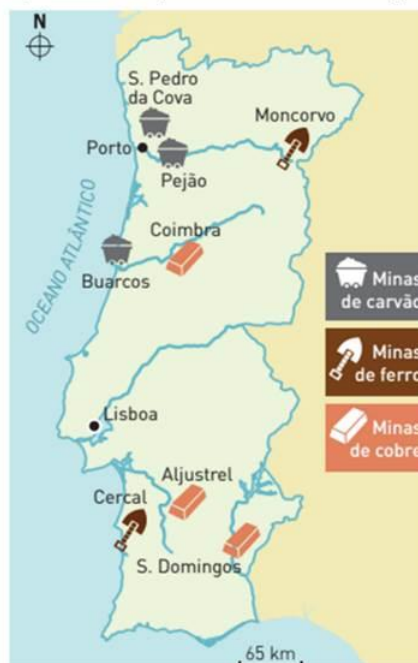 N
S. Pedro
da Cova
Moncorvo
Porto
Pejão
OCEANO ATLÂNTICO
Coimbra
Buarcos
Minas
de carvão
Minas
de ferro
Lisboa
Minas
de cobre
Aljustrel
Cercal
S. Domingos
65 km